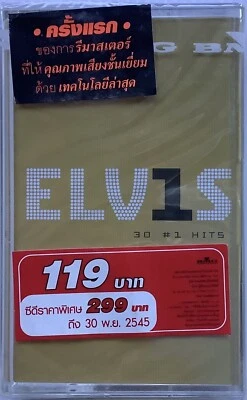 • ครั้งแรก •
ของการรีมาสเตอร์
ที่ให้ คุณภาพเสียงชั้นเยี่ยม
ด้วย เทคโนโลยีล่าสุด
ELV1S
30 #1 HITS
119 บาท
ซีดีราคาพิเศษ 299 บาท
ถึง 30 พ.ย. 2545